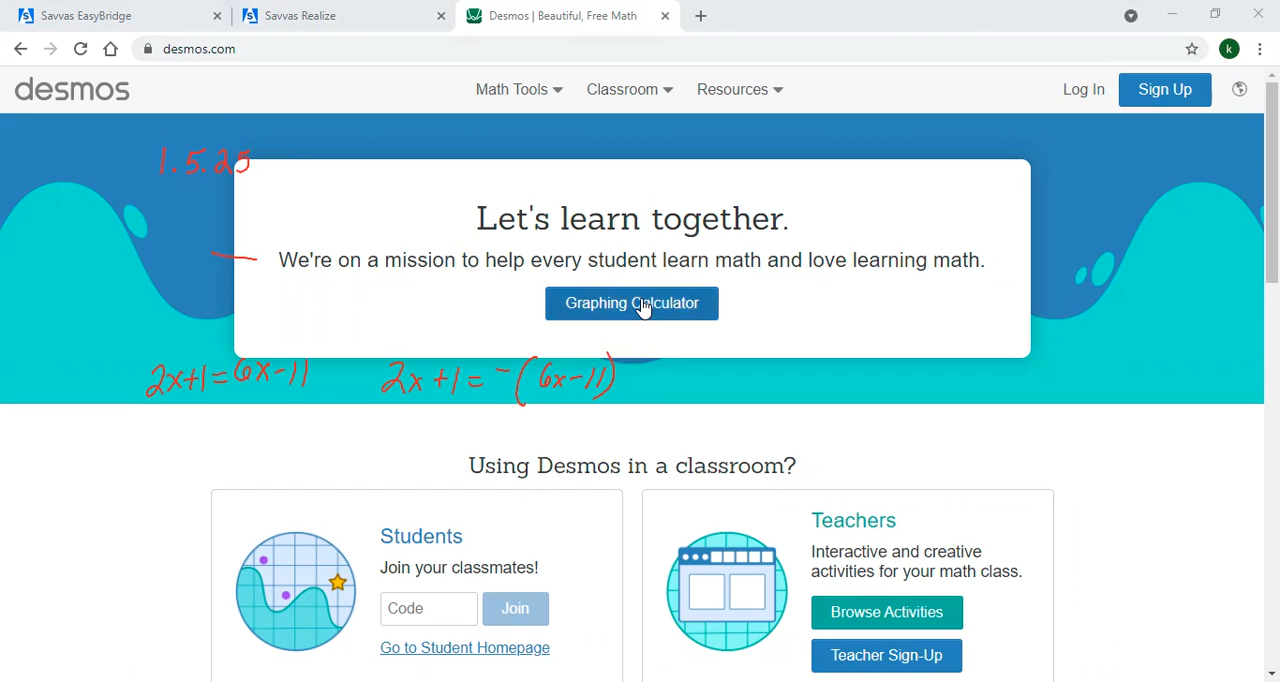 Savvas EasyBridge
Savvas Realize
Desmos | Beautiful, Free Math
desmos.com
k
desmos
Math Tools
Classroom
Resources
Log In
Sign Up
1.5.25
Let's learn together.
We're on a mission to help every student learn math and love learning math.
Graphing Calculator
2x+1=6x-11
2x+1=-(6x-11)
Using Desmos in a classroom?
Students
Join your classmates!
Code
Join
Go to Student Homepage
Teachers
Interactive and creative
activities for your math class.
Browse Activities
Teacher Sign-Up